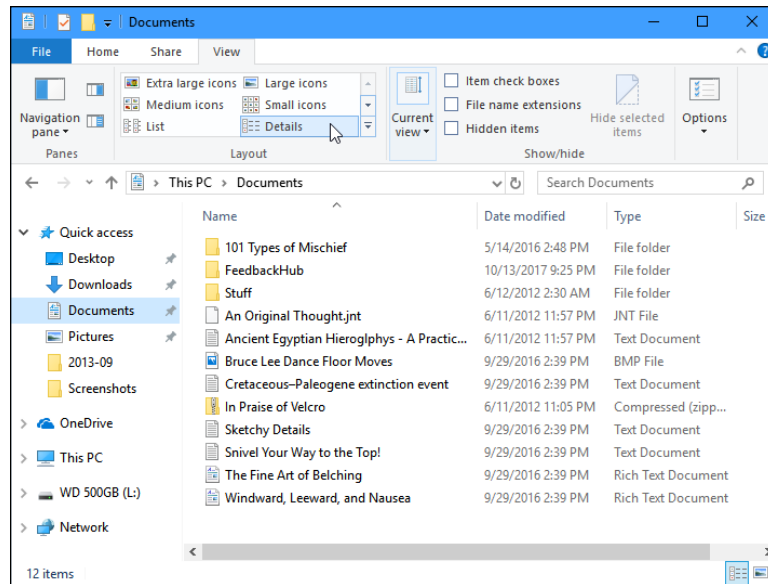 Documents
File Home Share View
Extra large icons Large icons
Medium icons Small icons
List Details
Navigation pane
Current view
Item check boxes
File name extensions
Hidden items
Hide selected items
Options
Panes Layout Show/hide
This PC > Documents
Search Documents
Name Date modified Type Size
Quick access
Desktop
Downloads
Documents
Pictures
2013-09
Screenshots
OneDrive
This PC
WD 500GB (L:)
Network
101 Types of Mischief 5/14/2016 2:48 PM File folder
FeedbackHub 10/13/2017 9:25 PM File folder
Stuff 6/12/2012 2:30 AM File folder
An Original Thought.jnt 6/11/2012 11:57 PM JNT File
Ancient Egyptian Hieroglphys - A Practic... 6/11/2012 11:57 PM Text Document
Bruce Lee Dance Floor Moves 9/29/2016 2:39 PM BMP File
Cretaceous–Paleogene extinction event 9/29/2016 2:39 PM Text Document
In Praise of Velcro 6/11/2012 11:05 PM Compressed (zipp...
Sketchy Details 9/29/2016 2:39 PM Text Document
Snivel Your Way to the Top! 9/29/2016 2:39 PM Text Document
The Fine Art of Belching 9/29/2016 2:39 PM Rich Text Document
Windward, Leeward, and Nausea 9/29/2016 2:39 PM Rich Text Document
12 items